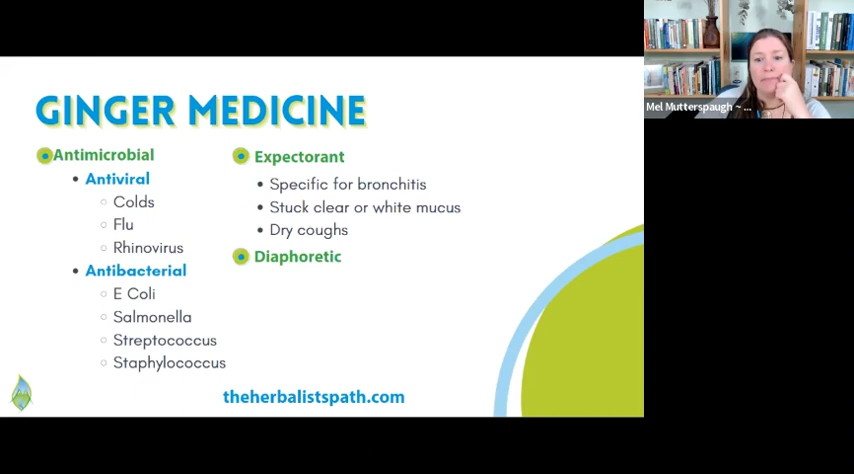 GINGER MEDICINE
Antimicrobial
Antiviral
Colds
Flu
Rhinovirus
Antibacterial
E Coli
Salmonella
Streptococcus
Staphylococcus
Expectorant
Specific for bronchitis
Stuck clear or white mucus
Dry coughs
Diaphoretic
theherbalistspath.com
Mel Mutterspaugh ~ ...